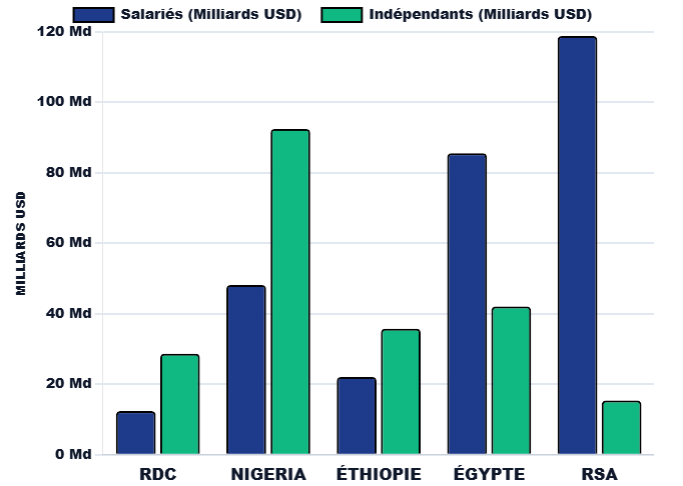 Salariés (Milliards USD) Indépendants (Milliards USD)
120 Md
100 Md
80 Md
60 Md
40 Md
20 Md
0 Md
MILLIARDS USD
RDC NIGERIA ÉTHIOPIE ÉGYPTE RSA